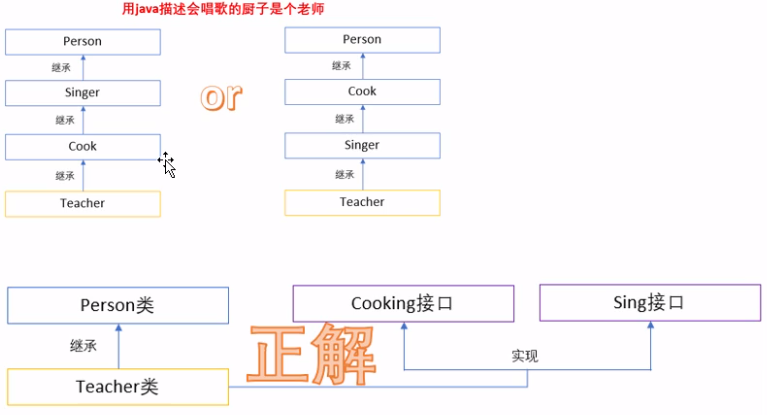 用java描述会唱歌的厨子是个老师
Person
继承
Singer
继承
Cook
继承
Teacher
or
Person
继承
Cook
继承
Singer
继承
Teacher
Person类
继承
Teacher类
正解
Cooking接口
Sing接口
实现